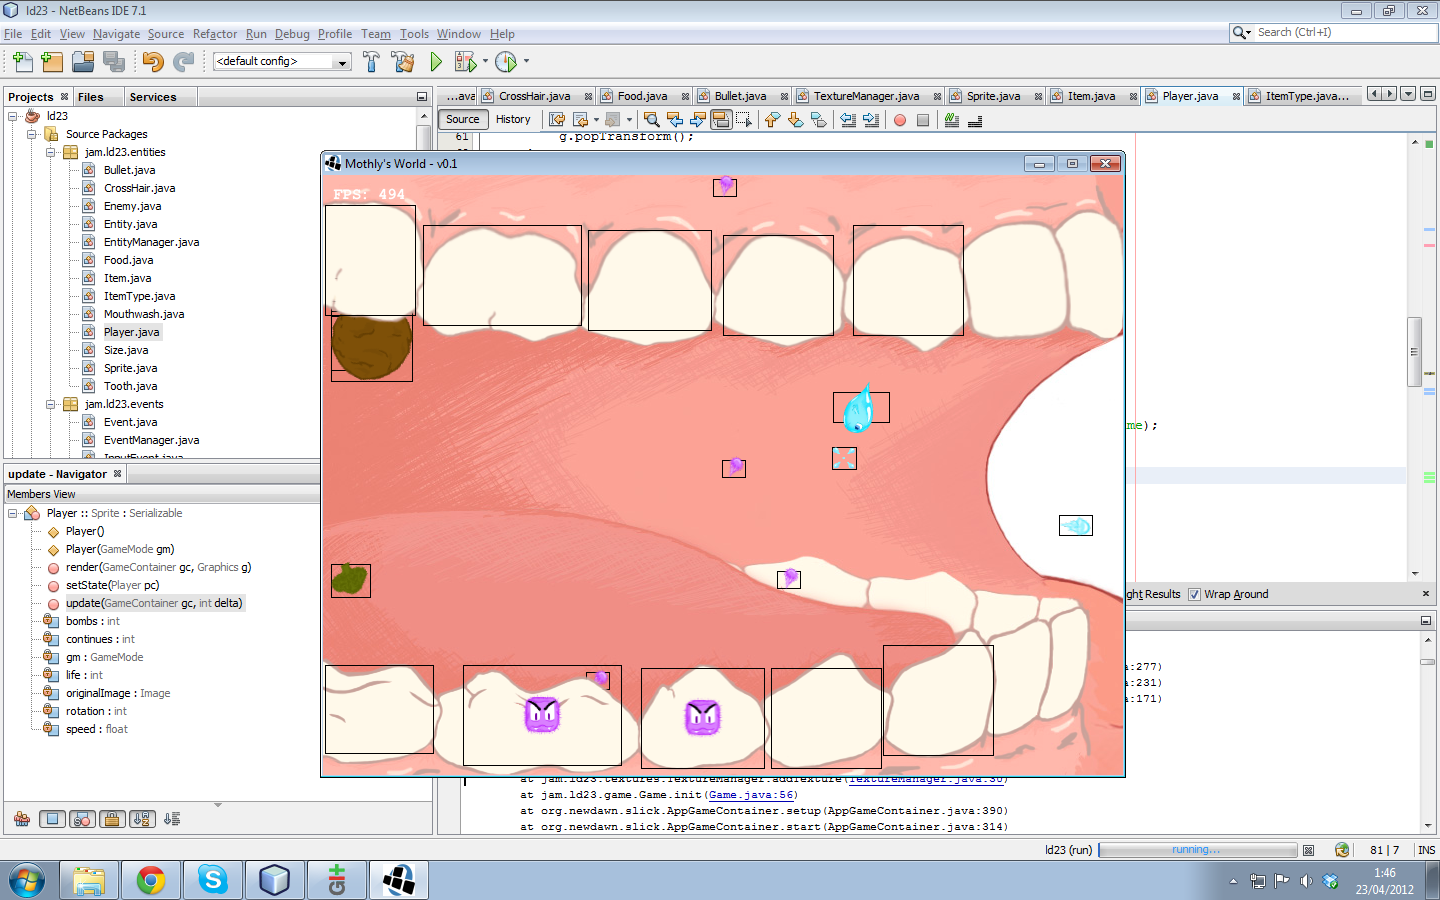 ld23 - NetBeans IDE 7.1
File Edit View Navigate Source Refactor Run Debug Profile Team Tools Window Help
Search (Ctrl+I)
<default config>
Projects Files Services
...ava CrossHair.java Food.java Bullet.java TextureManager.java Sprite.java Item.java Player.java ItemType.java...
Source History
ld23
Source Packages
jam.ld23.entities
Bullet.java
CrossHair.java
Enemy.java
Entity.java
EntityManager.java
Food.java
Item.java
ItemType.java
Mouthwash.java
Player.java
Size.java
Sprite.java
Tooth.java
jam.ld23.events
Event.java
EventManager.java
InputEvent.java
61 g.popTransform();
Mothly's World - v0.1
FPS: 494
me);
update - Navigator
Members View
Player :: Sprite : Serializable
Player()
Player(GameMode gm)
render(GameContainer gc, Graphics g)
setState(Player pc)
update(GameContainer gc, int delta)
bombs : int
continues : int
gm : GameMode
life : int
originalImage : Image
rotation : int
speed : float
ght Results Wrap Around
a:277)
a:231)
a:171)
at jam.ld23.textures.TextureManager.addTexture(TextureManager.java:30)
at jam.ld23.game.Game.init(Game.java:56)
at org.newdawn.slick.AppGameContainer.setup(AppGameContainer.java:390)
at org.newdawn.slick.AppGameContainer.start(AppGameContainer.java:314)
ld23 (run) running... 81 | 7 INS
1:46
23/04/2012